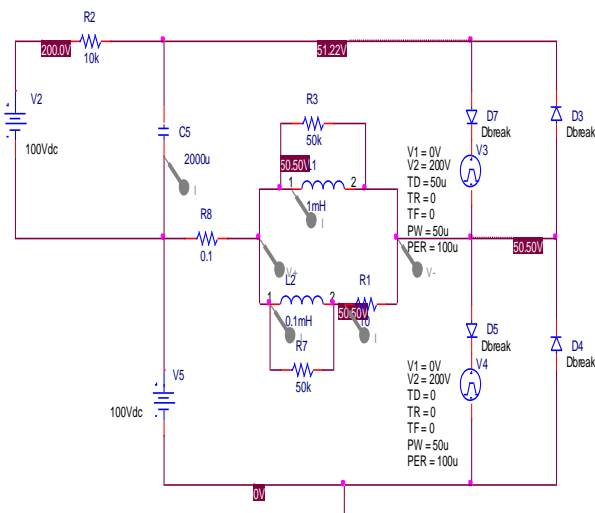 R2
200.0V
10k
51.22V
V2
100Vdc
C5
2000u
R3
50k
50.50V
L1
1 2
1mH
D7
Dbreak
D3
Dbreak
V3
V1 = 0V
V2 = 200V
TD = 50u
TR = 0
TF = 0
PW = 50u
PER = 100u
R8
0.1
50.50V
V+
V-
I
I
L2
1 2
0.1mH
R1
50.50V
10
I
I
R7
50k
D5
Dbreak
D4
Dbreak
V4
V1 = 0V
V2 = 200V
TD = 0
TR = 0
TF = 0
PW = 50u
PER = 100u
V5
100Vdc
0V